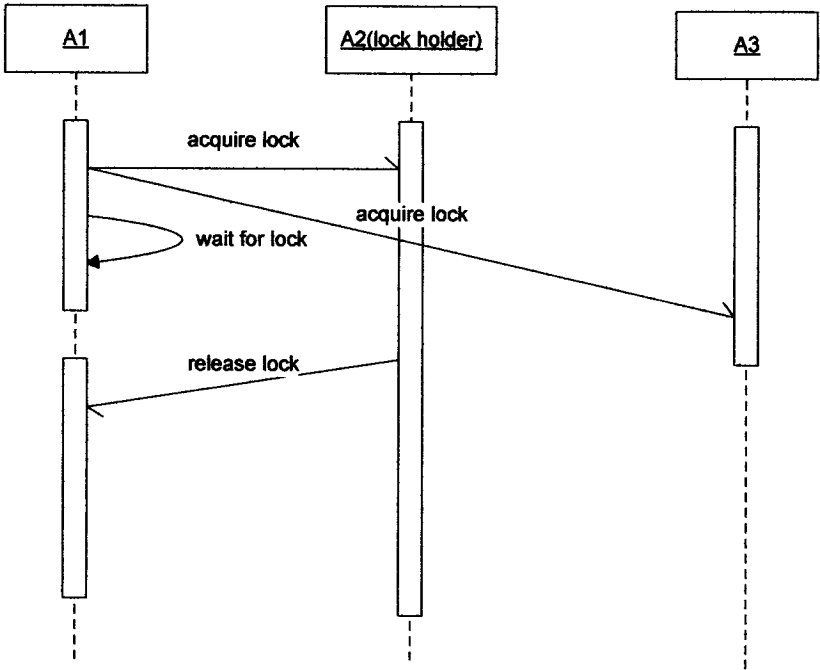 A1
A2(lock holder)
A3
acquire lock
acquire lock
wait for lock
release lock